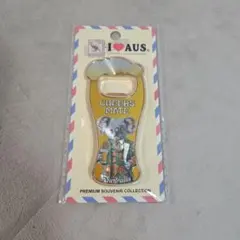 I ❤ AUS.
CHEERS
MATE
PREMIUM SOUVENIR COLLECTION